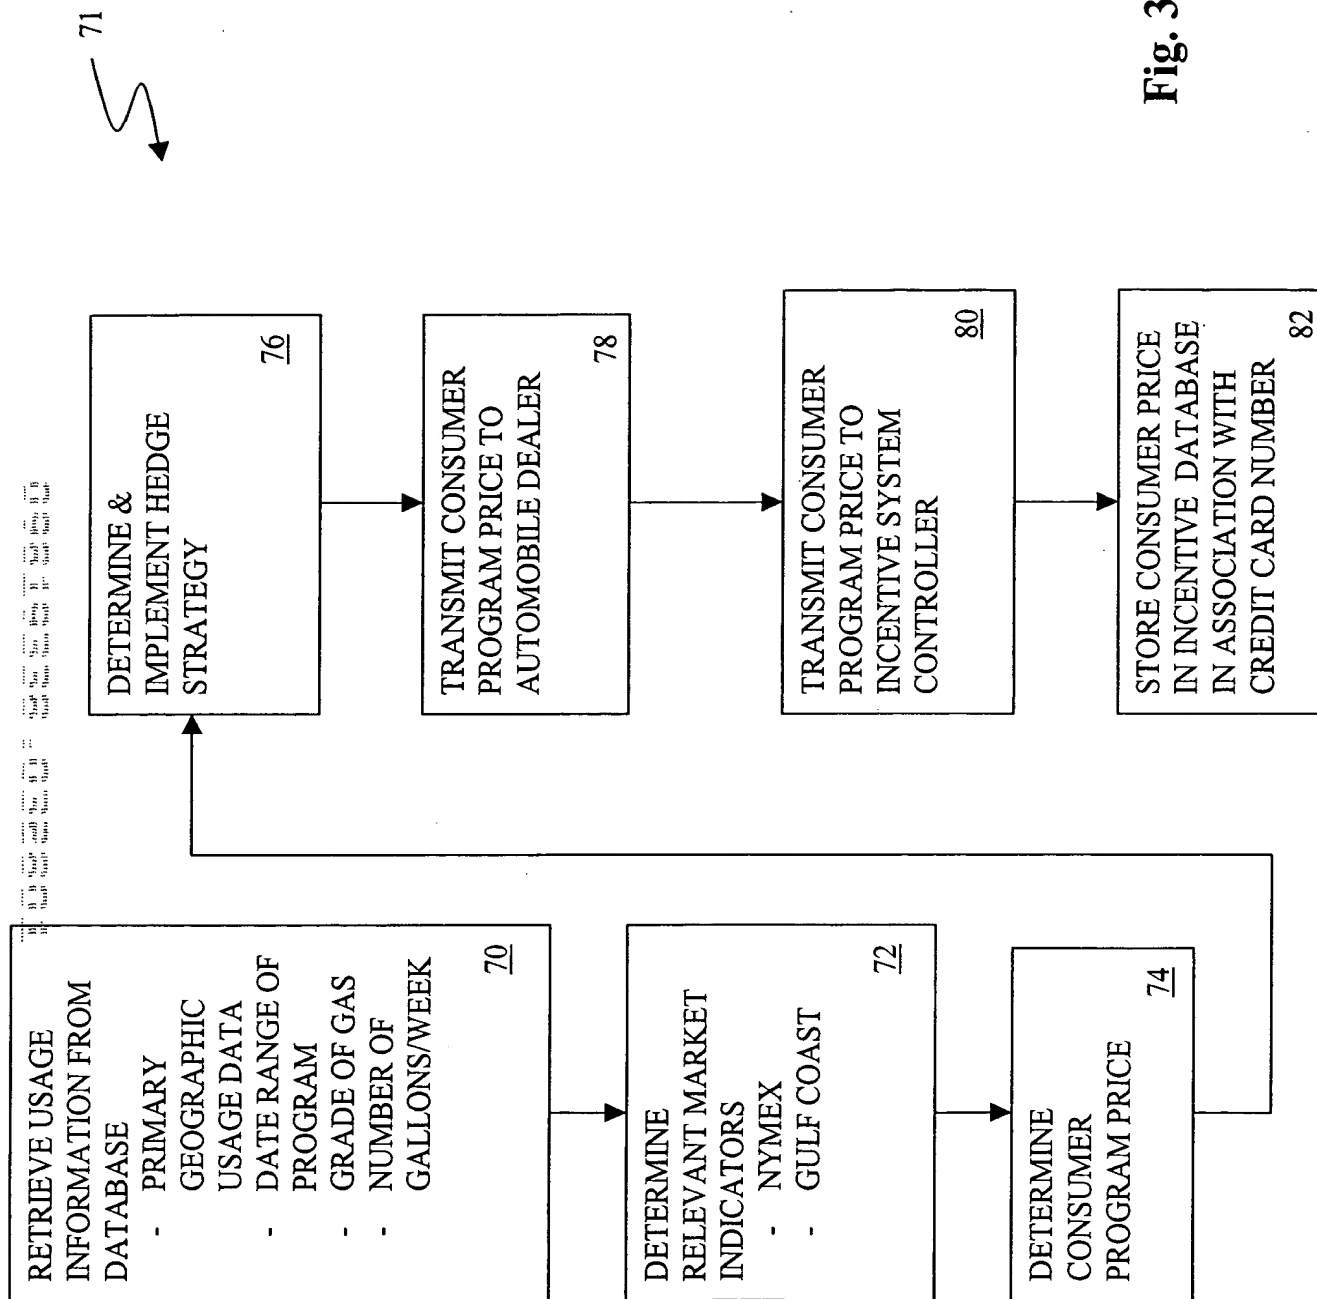 71
RETRIEVE USAGE
INFORMATION FROM
DATABASE
- PRIMARY
GEOGRAPHIC
USAGE DATA
- DATE RANGE OF
PROGRAM
- GRADE OF GAS
- NUMBER OF
GALLONS/WEEK
70
DETERMINE
RELEVANT MARKET
INDICATORS
- NYMEX
- GULF COAST
72
DETERMINE
CONSUMER
PROGRAM PRICE
74
DETERMINE &
IMPLEMENT HEDGE
STRATEGY
76
TRANSMIT CONSUMER
PROGRAM PRICE TO
AUTOMOBILE DEALER
78
TRANSMIT CONSUMER
PROGRAM PRICE TO
INCENTIVE SYSTEM
CONTROLLER
80
STORE CONSUMER PRICE
IN INCENTIVE DATABASE
IN ASSOCIATION WITH
CREDIT CARD NUMBER
82
Fig. 3